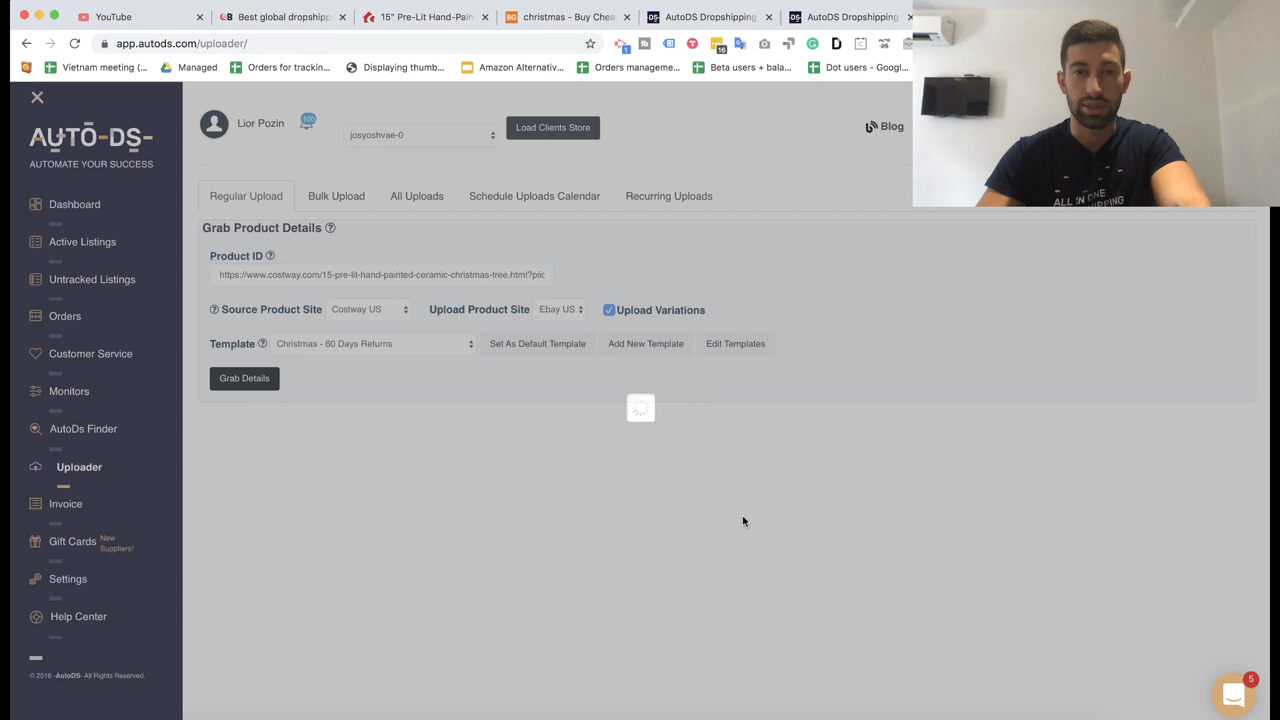 YouTube
Best global dropshipp
15" Pre-Lit Hand-Pain
christmas - Buy Chea
AutoDS Dropshipping
AutoDS Dropshipping
app.autods.com/uploader/
16
Vietnam meeting (...
Managed
Orders for trackin...
Displaying thumb...
Amazon Alternativ...
Orders manageme...
Beta users + bala...
Dot users - Googl...
AUTO-DS-
AUTOMATE YOUR SUCCESS
Lior Pozin
100
josyoshvae-0
Load Clients Store
Blog
ALL IN ONE
Dashboard
Active Listings
Untracked Listings
Orders
Customer Service
Monitors
AutoDs Finder
Uploader
Invoice
Gift Cards New Suppliers!
Settings
Help Center
© 2016 -AutoDS- All Rights Reserved.
Regular Upload
Bulk Upload
All Uploads
Schedule Uploads Calendar
Recurring Uploads
Grab Product Details
Product ID
https://www.costway.com/15-pre-lit-hand-painted-ceramic-christmas-tree.html?piic
Source Product Site Costway US Upload Product Site Ebay US Upload Variations
Template Christmas - 60 Days Returns Set As Default Template Add New Template Edit Templates
Grab Details
5